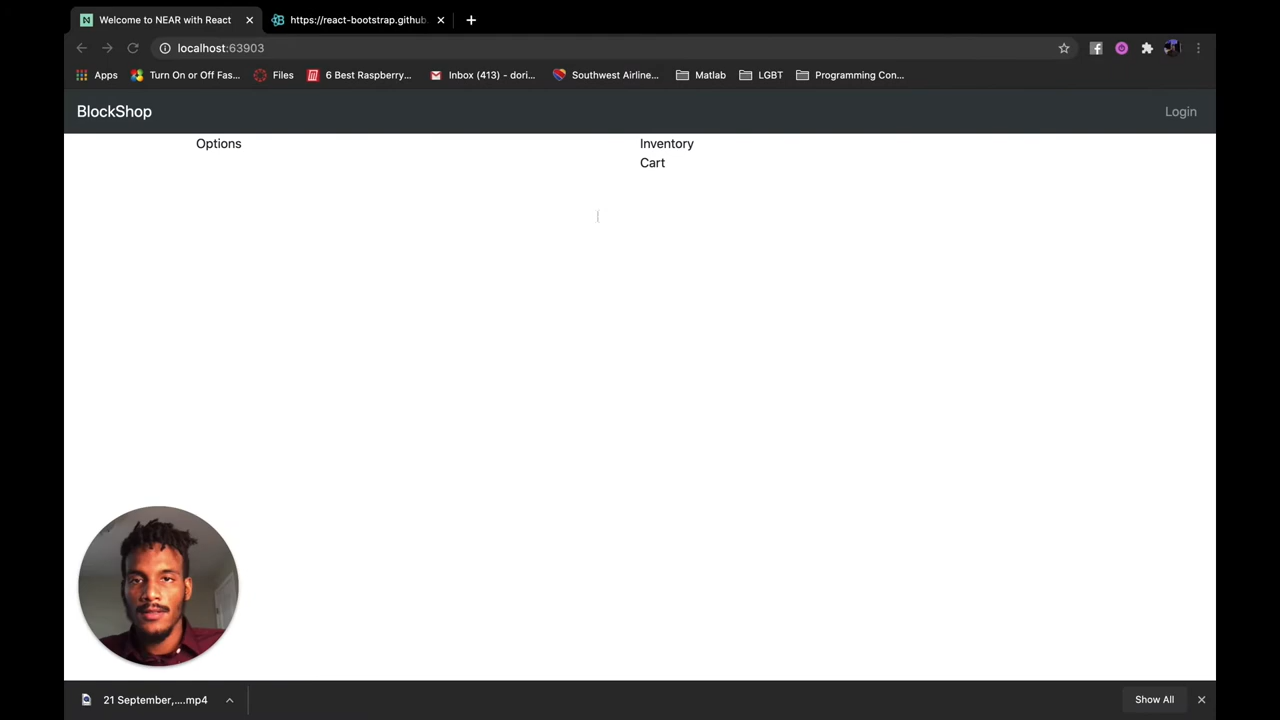 Welcome to NEAR with React
https://react-bootstrap.github.
localhost:63903
Apps Turn On or Off Fas... Files 6 Best Raspberry... Inbox (413) - dori... Southwest Airline... Matlab LGBT Programming Con...
BlockShop Login
Options Inventory
Cart
21 September,....mp4 Show All